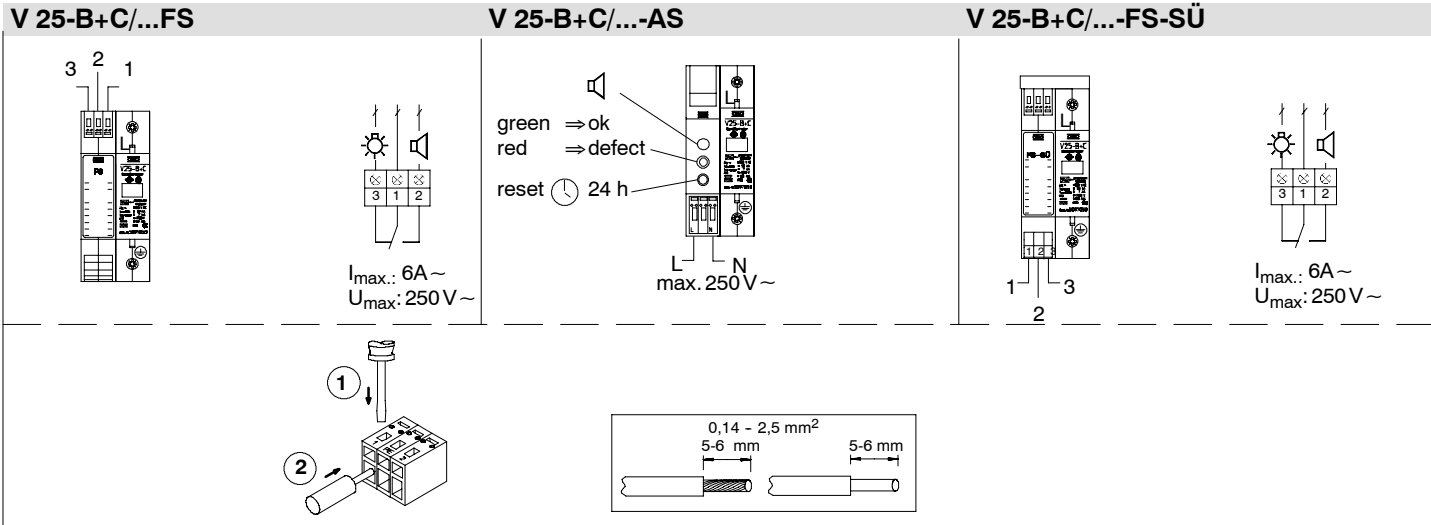 V 25-B+C/...FS
V 25-B+C/...-AS
V 25-B+C/...-FS-SÜ
3 2 1
L
V25-B+C
FS
3 1 2
Imax.: 6A~
Umax: 250 V~
green ⇒ ok
red ⇒ defect
reset 24 h
L
V25-B+C
L N
L N
max. 250 V~
L
V25-B+C
FS-SÜ
1 2 3
1 3
2
3 1 2
Imax.: 6A~
Umax: 250 V~
1
2
0,14 - 2,5 mm²
5-6 mm 5-6 mm